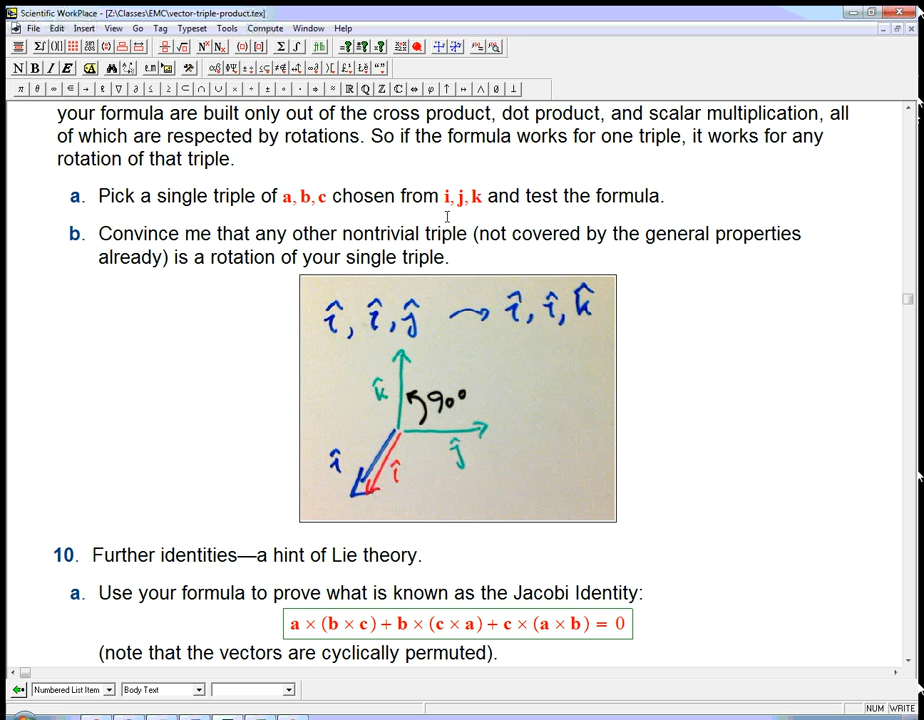 Scientific WorkPlace - [Z:\Classes\EMC\vector-triple-product.tex]
File Edit Insert View Go Tag Typeset Tools Compute Window Help
your formula are built only out of the cross product, dot product, and scalar multiplication, all
of which are respected by rotations. So if the formula works for one triple, it works for any
rotation of that triple.
a. Pick a single triple of a, b, c chosen from i, j, k and test the formula.
b. Convince me that any other nontrivial triple (not covered by the general properties
already) is a rotation of your single triple.
î, î, ĵ → î, î, k̂
k̂
90°
î
î
ĵ
10. Further identities—a hint of Lie theory.
a. Use your formula to prove what is known as the Jacobi Identity:
a × (b × c) + b × (c × a) + c × (a × b) = 0
(note that the vectors are cyclically permuted).
Numbered List Item Body Text
NUM WRITE